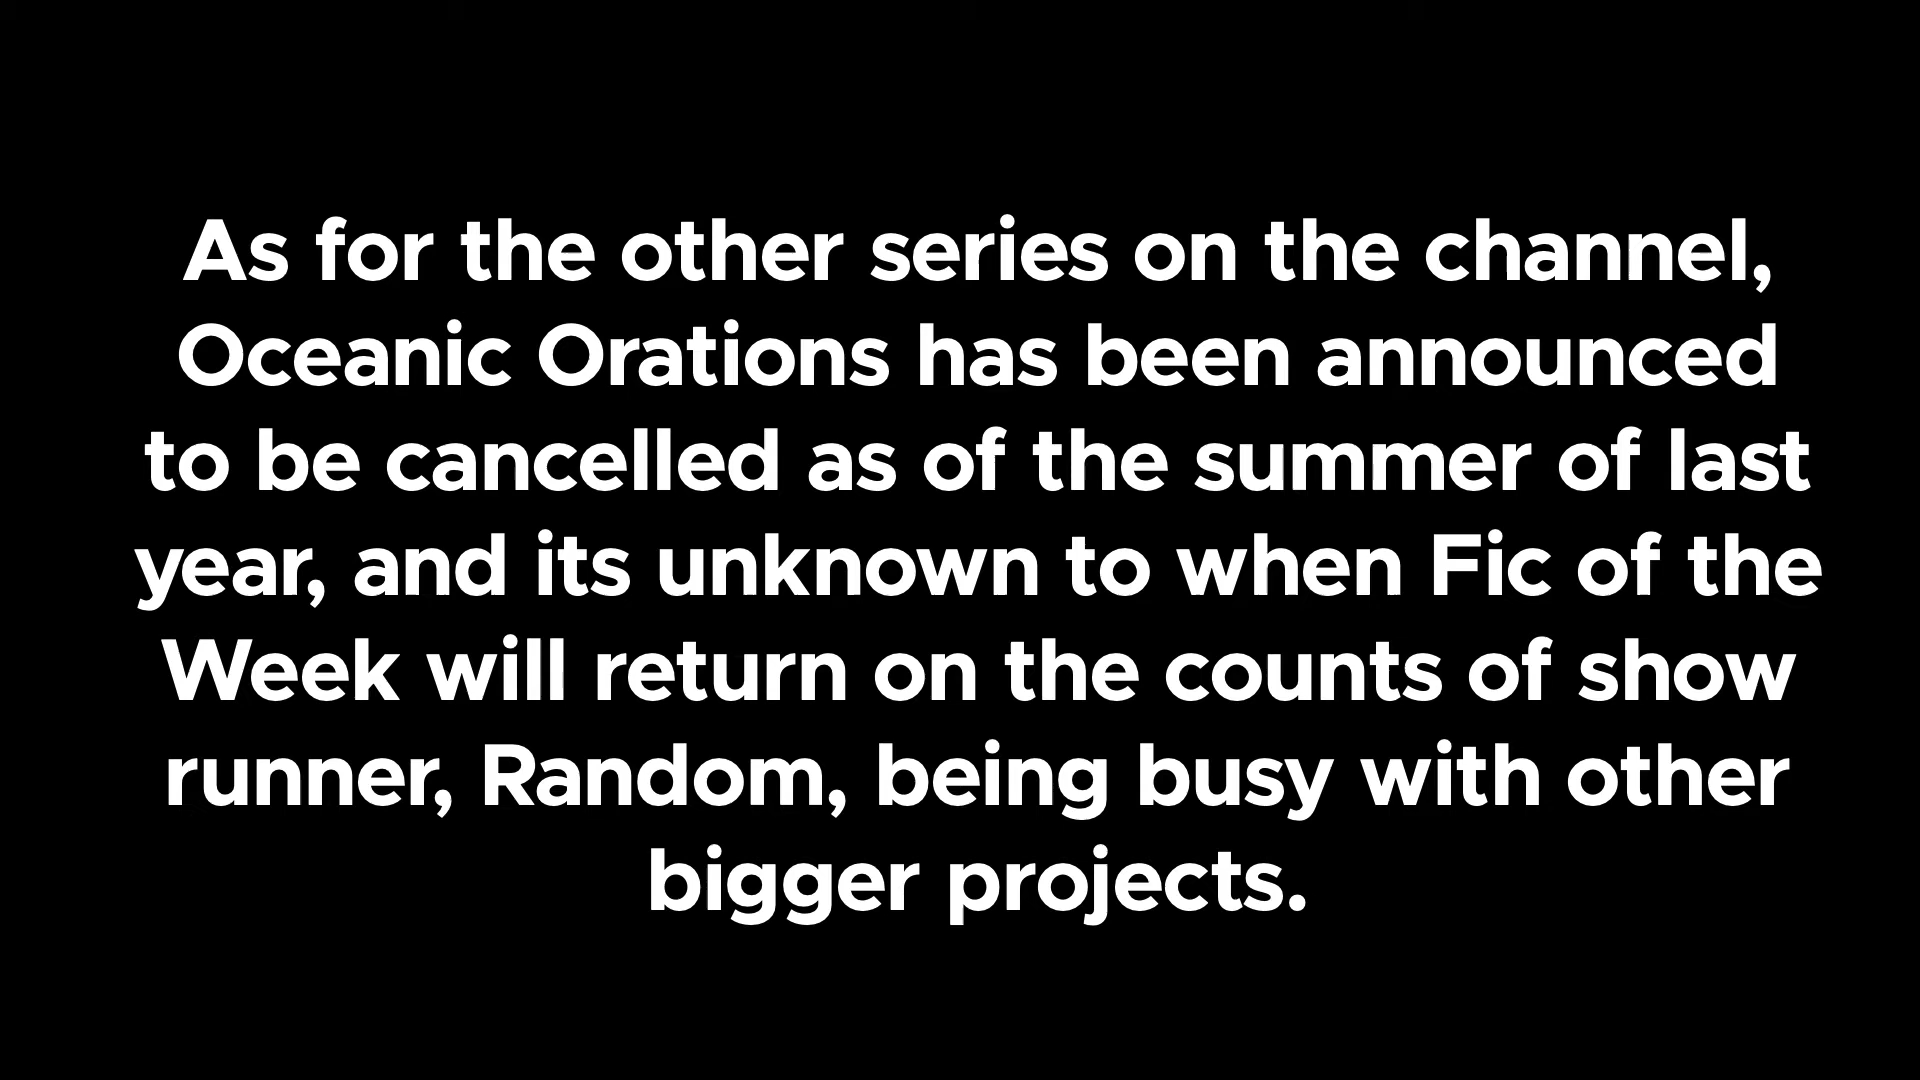 As for the other series on the channel,
Oceanic Orations has been announced
to be cancelled as of the summer of last
year, and its unknown to when Fic of the
Week will return on the counts of show
runner, Random, being busy with other
bigger projects.